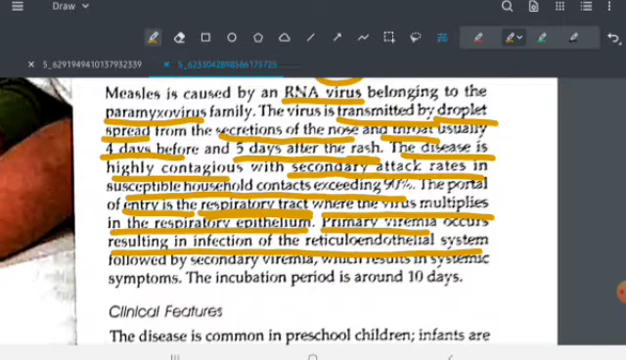 Draw
5_6291949410137932339
5_6233042898586173725
Measles is caused by an RNA virus belonging to the
paramyxovirus family. The virus is transmitted by droplet
spread from the secretions of the nose and throat usually
4 days before and 5 days after the rash. The disease is
highly contagious with secondary attack rates in
susceptible household contacts exceeding 90%. The portal
of entry is the respiratory tract where the virus multiplies
in the respiratory epithelium. Primary viremia occurs
resulting in infection of the reticuloendothelial system
followed by secondary viremia, which results in systemic
symptoms. The incubation period is around 10 days.
Clinical Features
The disease is common in preschool children; infants are